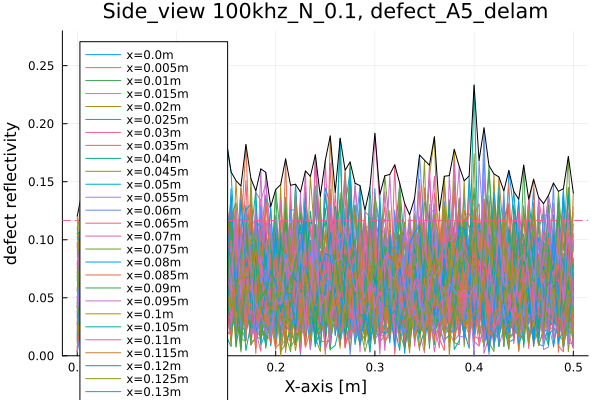 Side_view 100khz_N_0.1, defect_A5_delam
defect reflectivity
0.25
0.20
0.15
0.10
0.05
0.00
x=0.0m
x=0.005m
x=0.01m
x=0.015m
x=0.02m
x=0.025m
x=0.03m
x=0.035m
x=0.04m
x=0.045m
x=0.05m
x=0.055m
x=0.06m
x=0.065m
x=0.07m
x=0.075m
x=0.08m
x=0.085m
x=0.09m
x=0.095m
x=0.1m
x=0.105m
x=0.11m
x=0.115m
x=0.12m
x=0.125m
x=0.13m
0.2 0.3 0.4 0.5
X-axis [m]